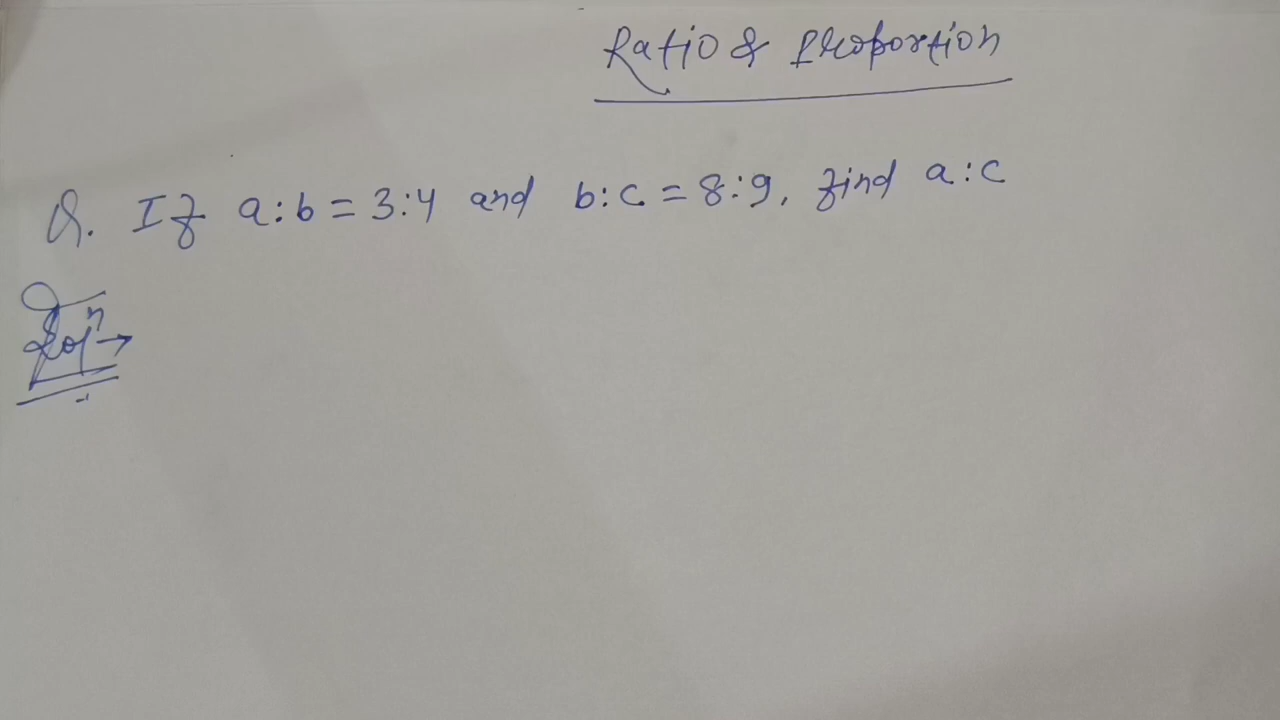 Ratio & Proportion
Q. If a:b = 3:4 and b:c = 8:9, find a:c
Solⁿ→